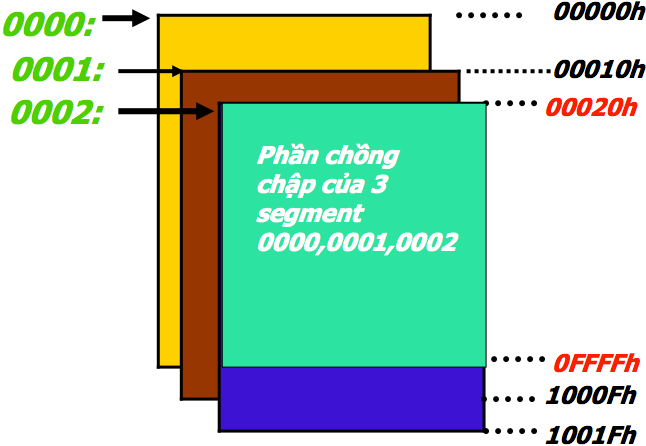 0000:
00000h
0001:
00010h
0002:
00020h
Phần chồng
chập của 3
segment
0000,0001,0002
0FFFFh
1000Fh
1001Fh